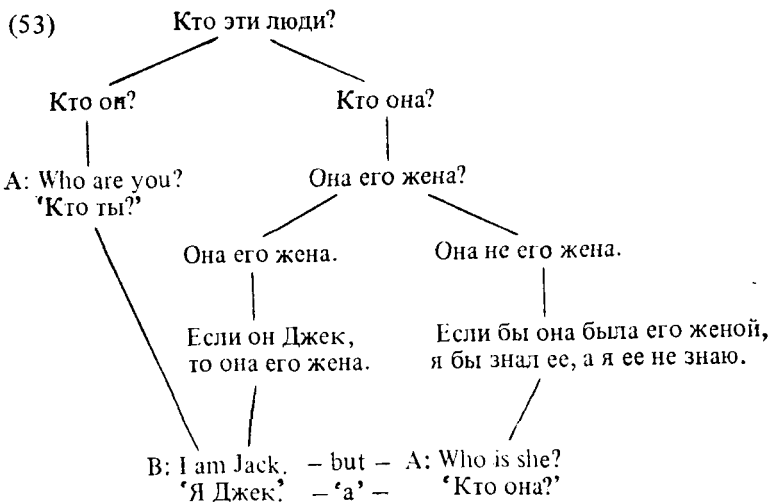 (53) Кто эти люди?
Кто он? Кто она?
A: Who are you? Она его жена?
‘Кто ты?’
Она его жена. Она не его жена.
Если он Джек, Если бы она была его женой,
то она его жена. я бы знал ее, а я ее не знаю.
B: I am Jack. – but – A: Who is she?
‘Я Джек’. – ‘а’ – ‘Кто она?’